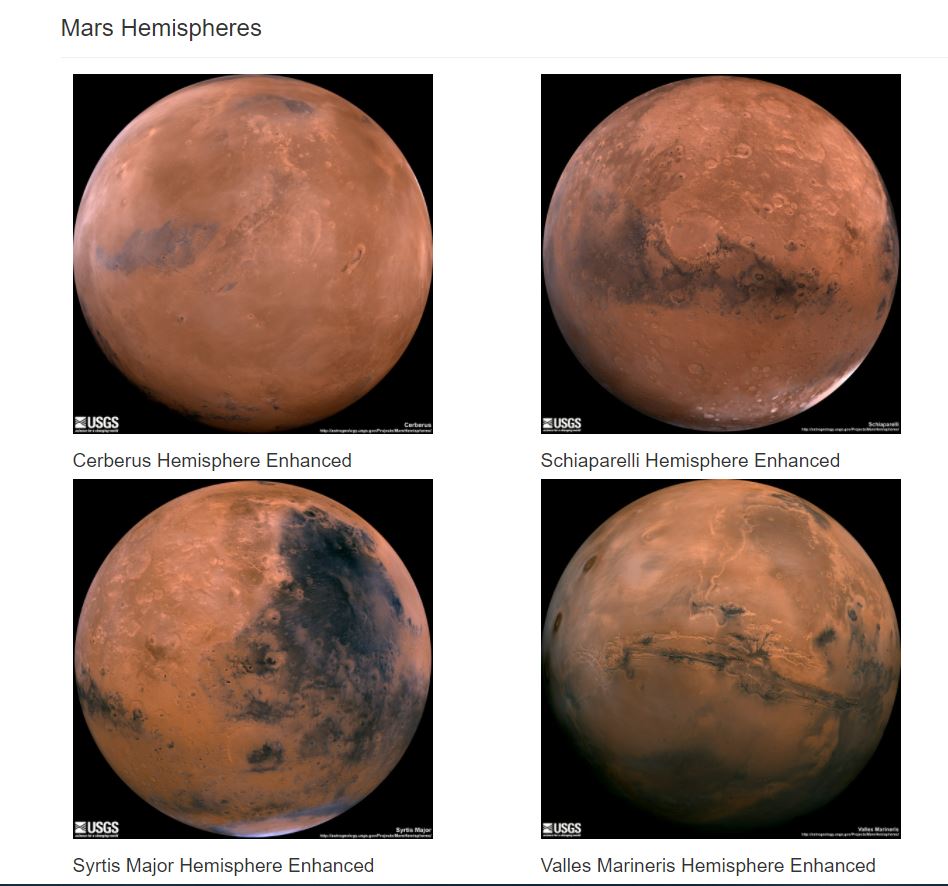 Mars Hemispheres
USGS
science for a changing world
Cerberus
http://astrogeology.usgs.gov/Projects/MarsHemispheres/
USGS
science for a changing world
Schiaparelli
http://astrogeology.usgs.gov/Projects/MarsHemispheres/
Cerberus Hemisphere Enhanced
Schiaparelli Hemisphere Enhanced
USGS
science for a changing world
Syrtis Major
http://astrogeology.usgs.gov/Projects/MarsHemispheres/
USGS
science for a changing world
Valles Marineris
http://astrogeology.usgs.gov/Projects/MarsHemispheres/
Syrtis Major Hemisphere Enhanced
Valles Marineris Hemisphere Enhanced